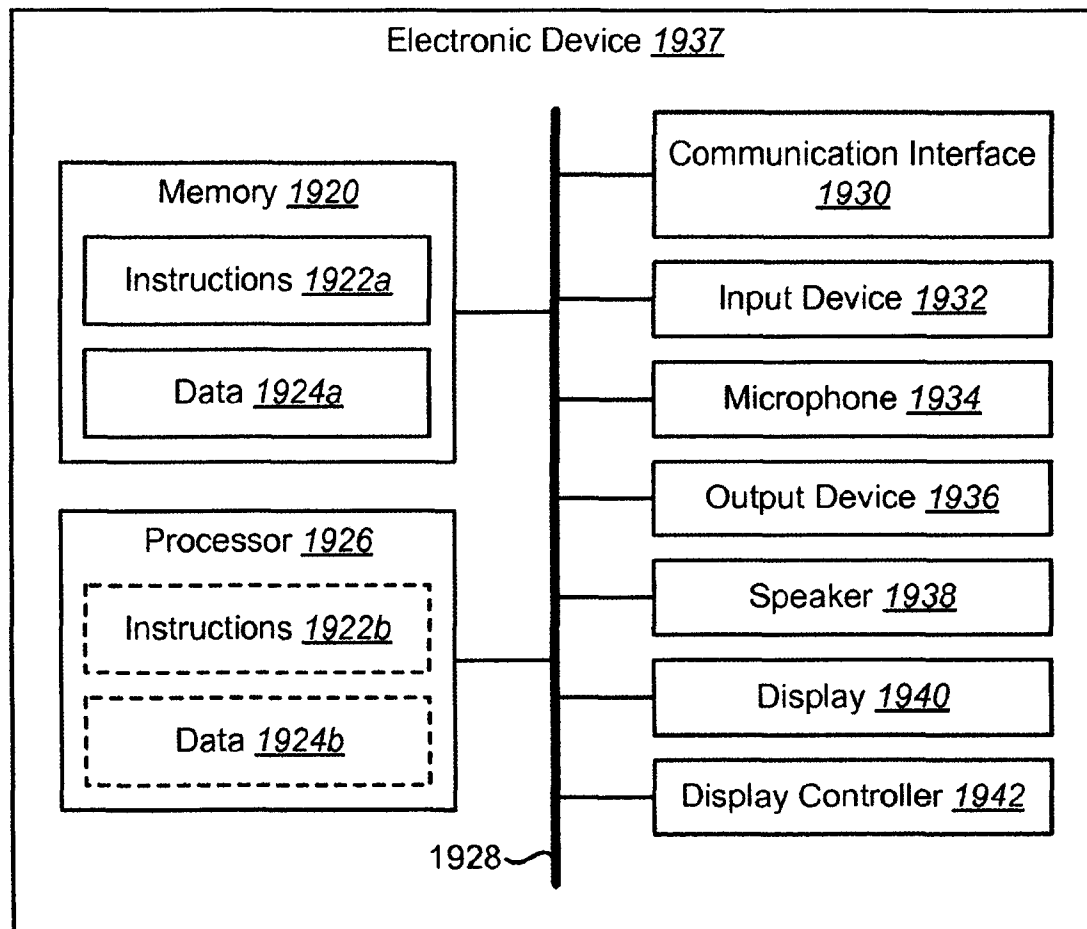 Electronic Device 1937
Memory 1920
Instructions 1922a
Data 1924a
Processor 1926
Instructions 1922b
Data 1924b
1928
Communication Interface
1930
Input Device 1932
Microphone 1934
Output Device 1936
Speaker 1938
Display 1940
Display Controller 1942